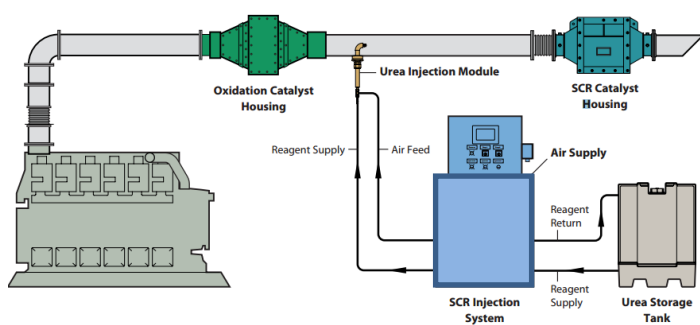 Oxidation Catalyst
Housing
Urea Injection Module
SCR Catalyst
Housing
Reagent Supply
Air Feed
Air Supply
Reagent
Return
Reagent
Supply
SCR Injection
System
Urea Storage
Tank